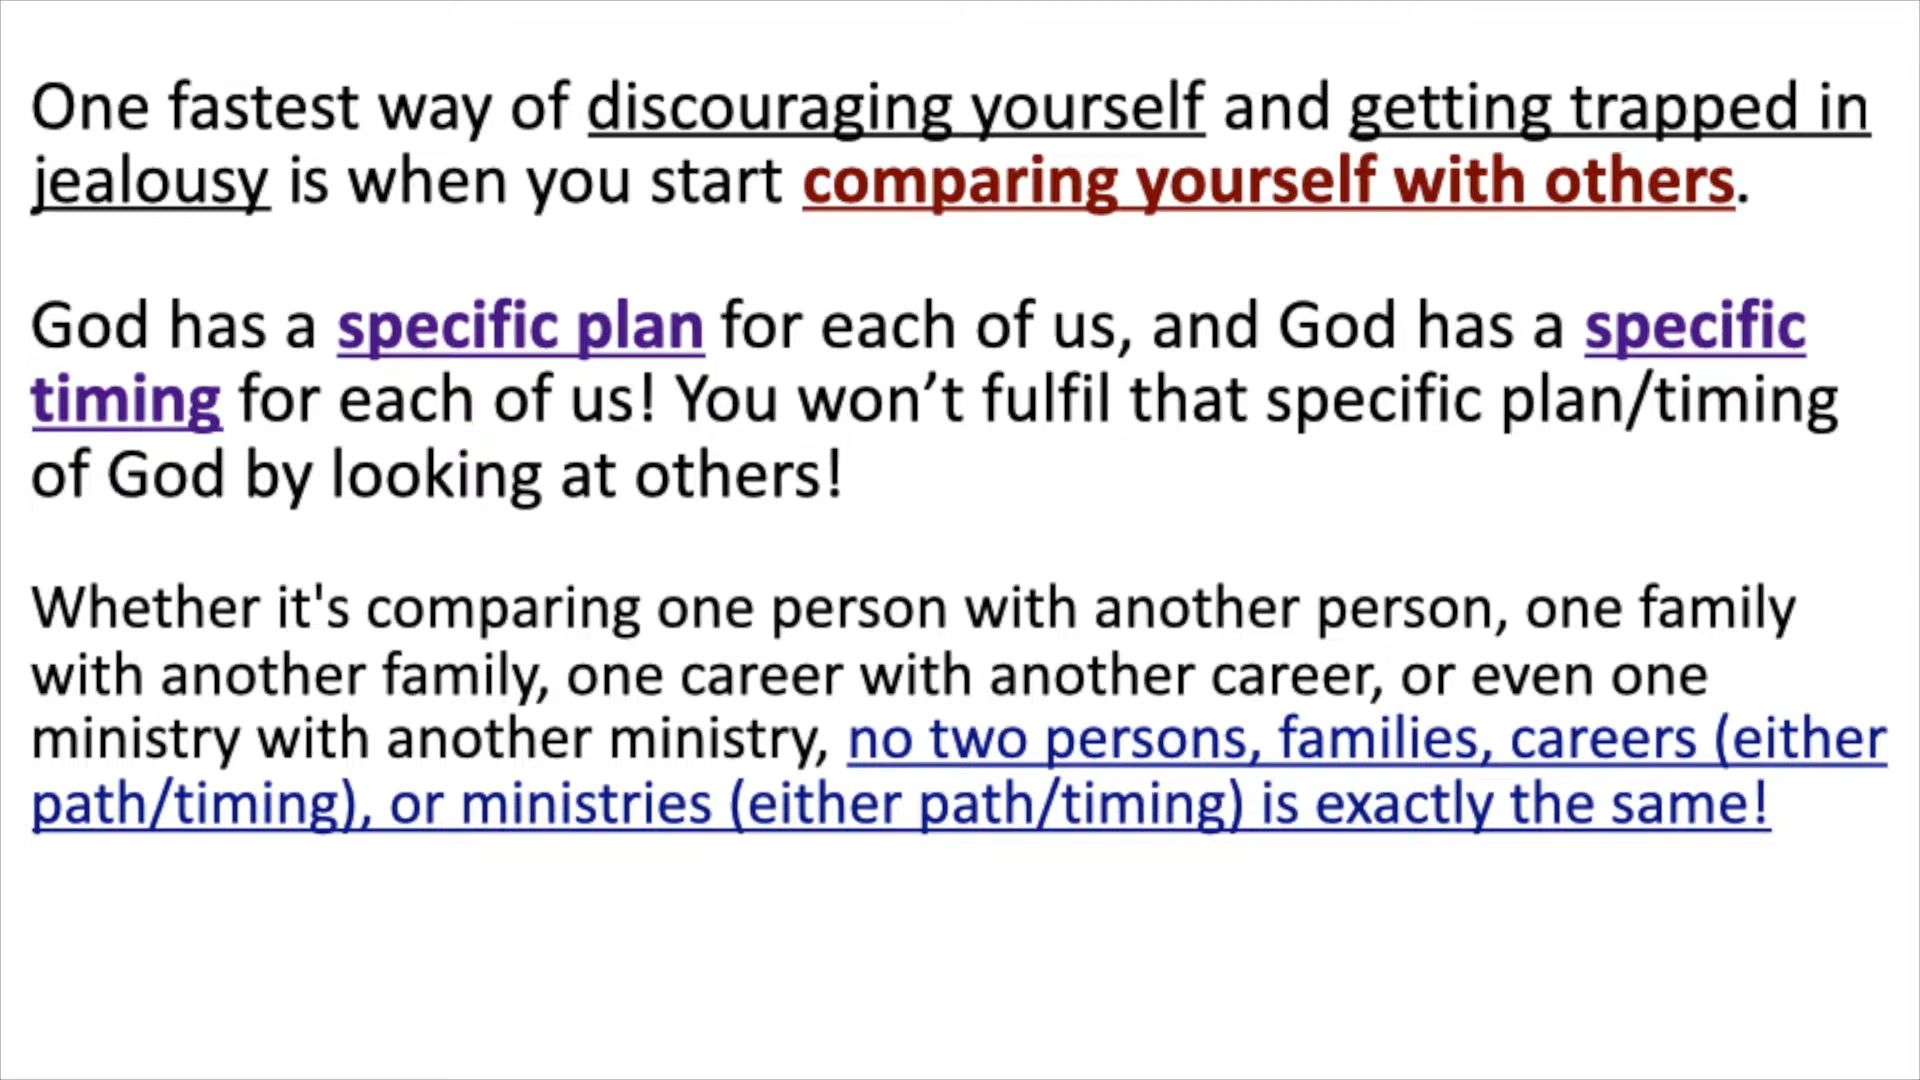 One fastest way of discouraging yourself and getting trapped in
jealousy is when you start comparing yourself with others.
God has a specific plan for each of us, and God has a specific
timing for each of us! You won’t fulfil that specific plan/timing
of God by looking at others!
Whether it's comparing one person with another person, one family
with another family, one career with another career, or even one
ministry with another ministry, no two persons, families, careers (either
path/timing), or ministries (either path/timing) is exactly the same!